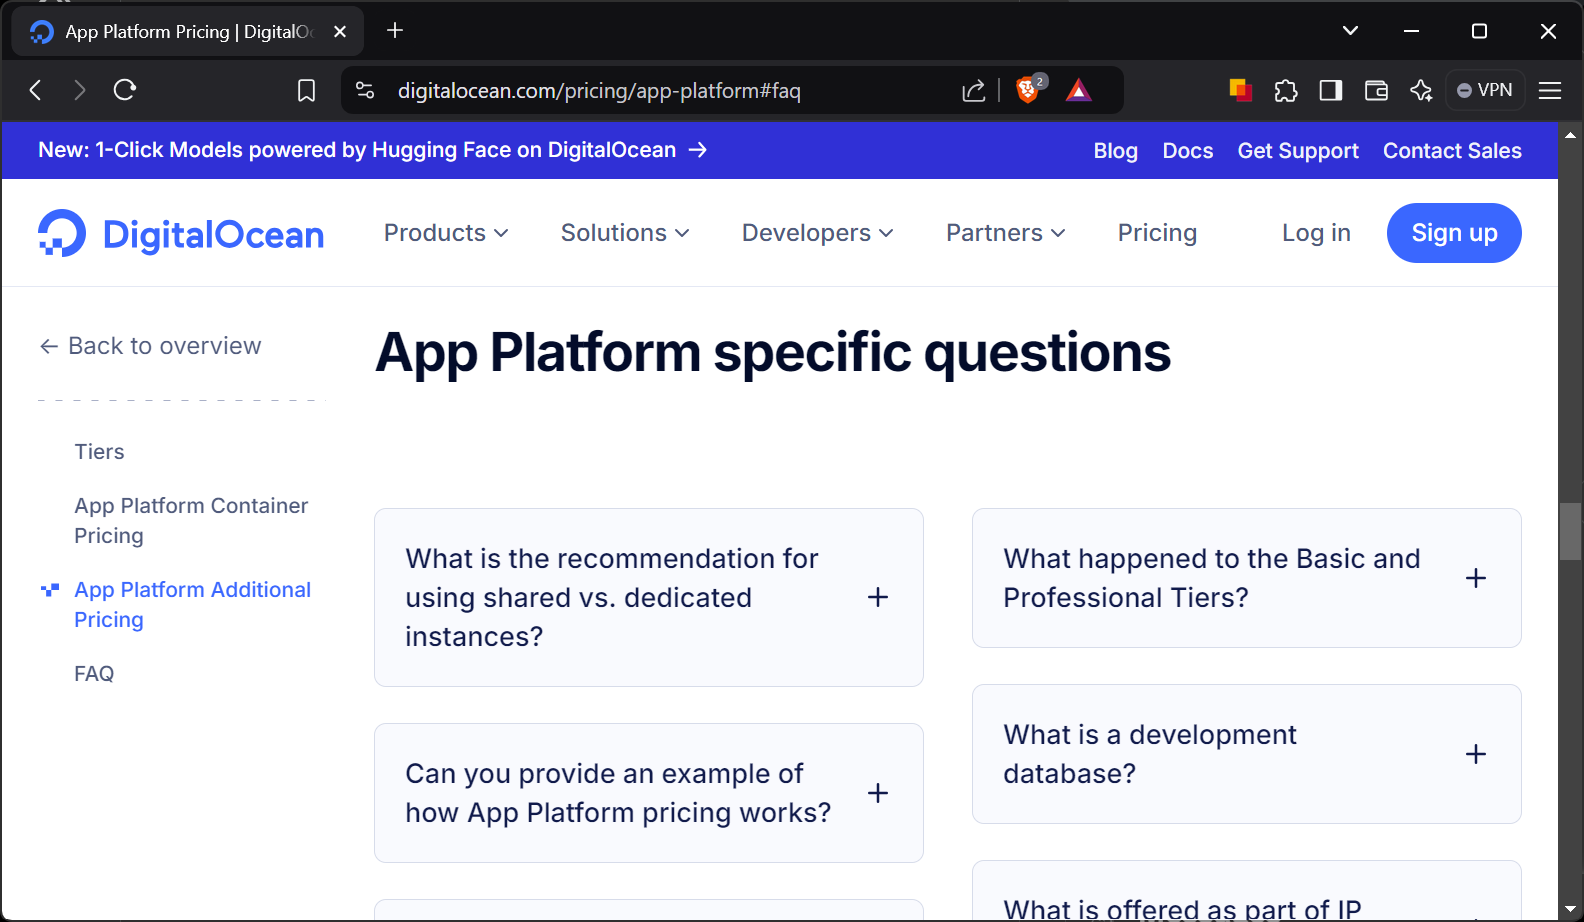 App Platform Pricing | DigitalO
digitalocean.com/pricing/app-platform#faq
2
VPN
New: 1-Click Models powered by Hugging Face on DigitalOcean →
Blog
Docs
Get Support
Contact Sales
DigitalOcean
Products
Solutions
Developers
Partners
Pricing
Log in
Sign up
← Back to overview
Tiers
App Platform Container
Pricing
App Platform Additional
Pricing
FAQ
App Platform specific questions
What is the recommendation for
using shared vs. dedicated
instances?
Can you provide an example of
how App Platform pricing works?
What happened to the Basic and
Professional Tiers?
What is a development
database?
What is offered as part of IP